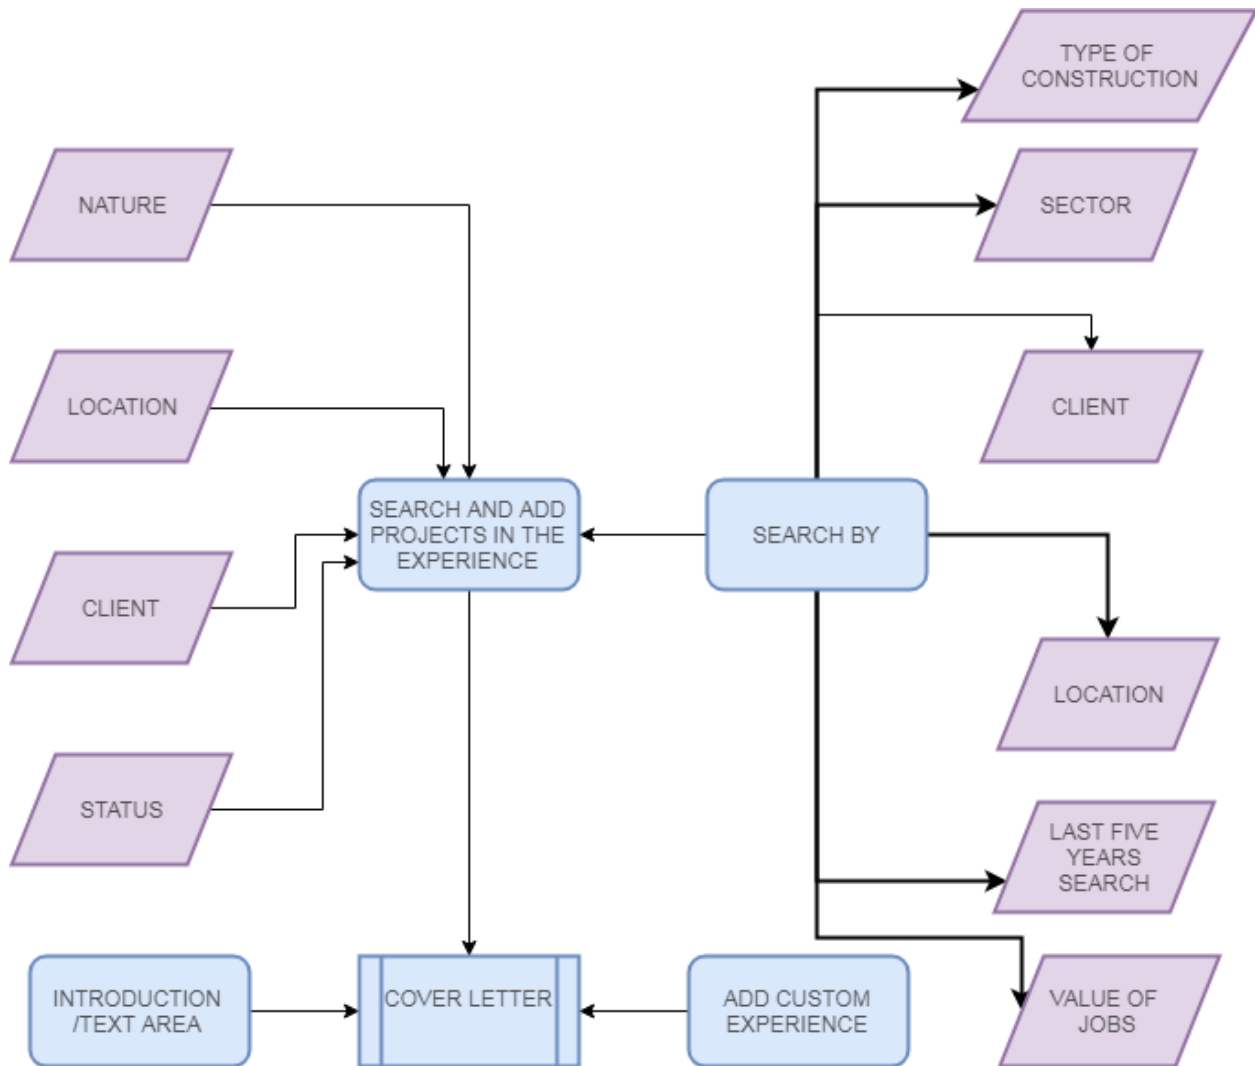 TYPE OF
CONSTRUCTION
NATURE
SECTOR
LOCATION
CLIENT
SEARCH AND ADD
PROJECTS IN THE
EXPERIENCE
SEARCH BY
CLIENT
LOCATION
STATUS
LAST FIVE
YEARS
SEARCH
INTRODUCTION
/TEXT AREA
COVER LETTER
ADD CUSTOM
EXPERIENCE
VALUE OF
JOBS